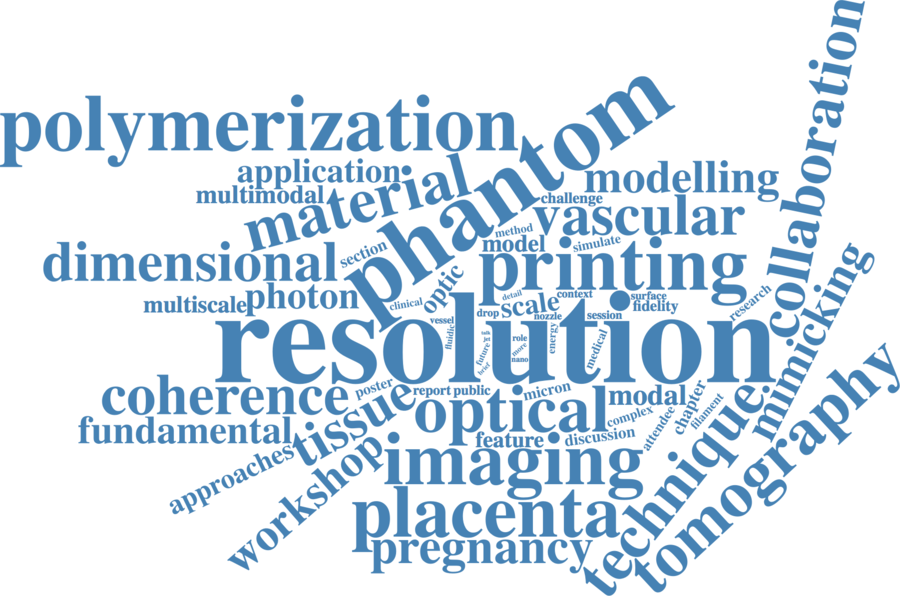 collaboration
polymerization
phantom
application
material
modelling
multimodal
challenge
vascular
method
model
simulate
section
dimensional
printing
mimicking
optic
photon
multiscale
clinical
detail
scale
context
surface
fidelity
research
drop
nozzle
session
vessel
fluidic
resolution
talk
jet
future
brief
role
more
nano
energy
medical
coherence
poster
tissue
report public
micron
modal
optical
complex
chapter
filament
attendee
fundamental
feature
discussion
technique
tomography
approaches
workshop
imaging
placenta
pregnancy